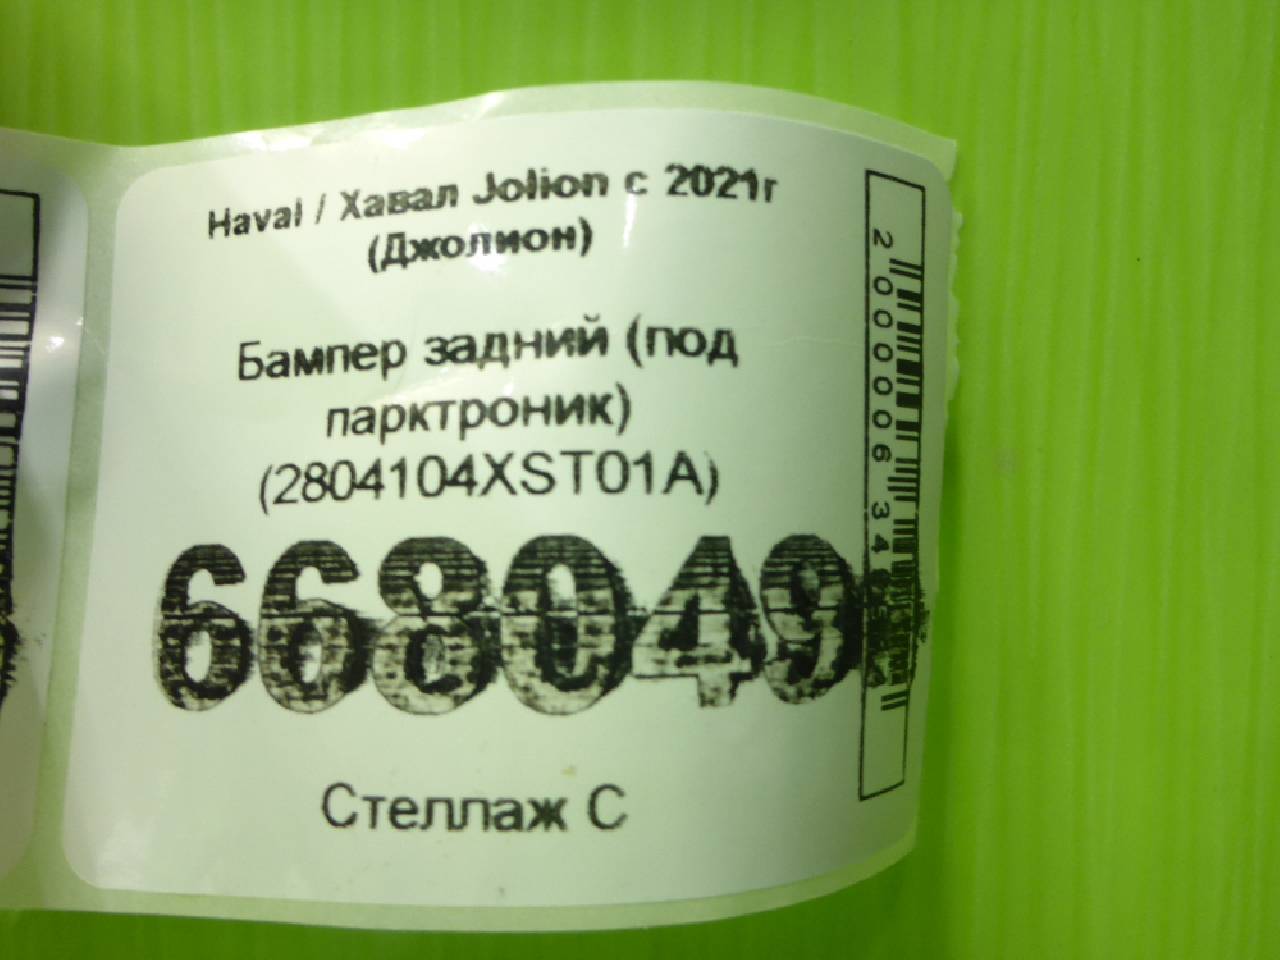 Haval / Хавал Jolion с 2021г
(Джолион)
Бампер задний (под
парктроник)
(2804104XST01A)
668049
Стеллаж С